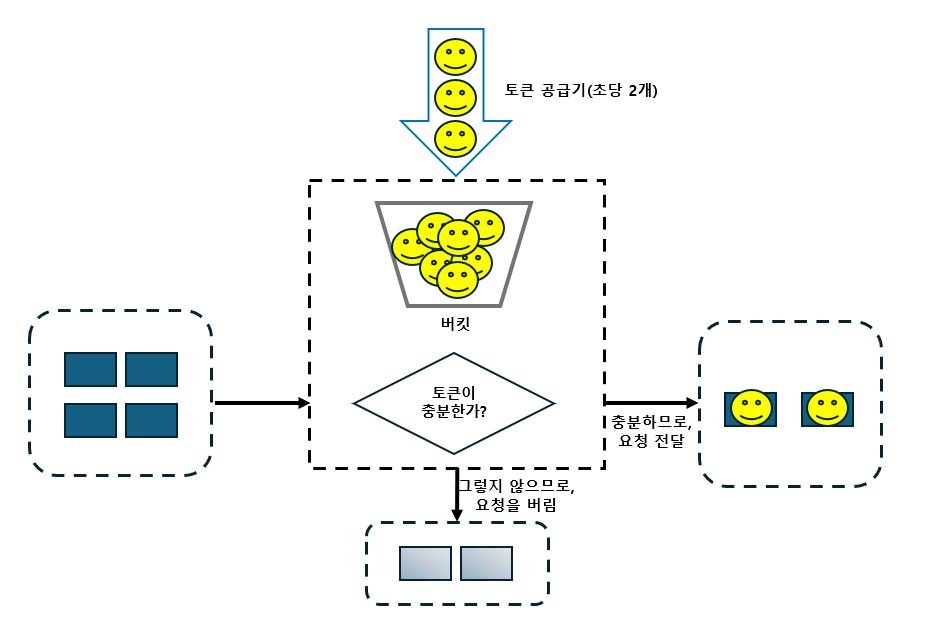 토큰 공급기(초당 2개)
버킷
토큰이
충분한가?
충분하므로,
요청 전달
그렇지 않으므로,
요청을 버림